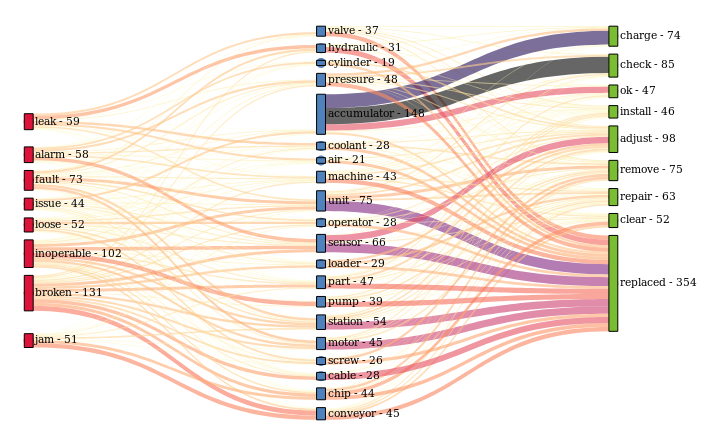 leak - 59
alarm - 58
fault - 73
issue - 44
loose - 52
inoperable - 102
broken - 131
jam - 51
valve - 37
hydraulic - 31
cylinder - 19
pressure - 48
accumulator - 148
coolant - 28
air - 21
machine - 43
unit - 75
operator - 28
sensor - 66
loader - 29
part - 47
pump - 39
station - 54
motor - 45
screw - 26
cable - 28
chip - 44
conveyor - 45
charge - 74
check - 85
ok - 47
install - 46
adjust - 98
remove - 75
repair - 63
clear - 52
replaced - 354